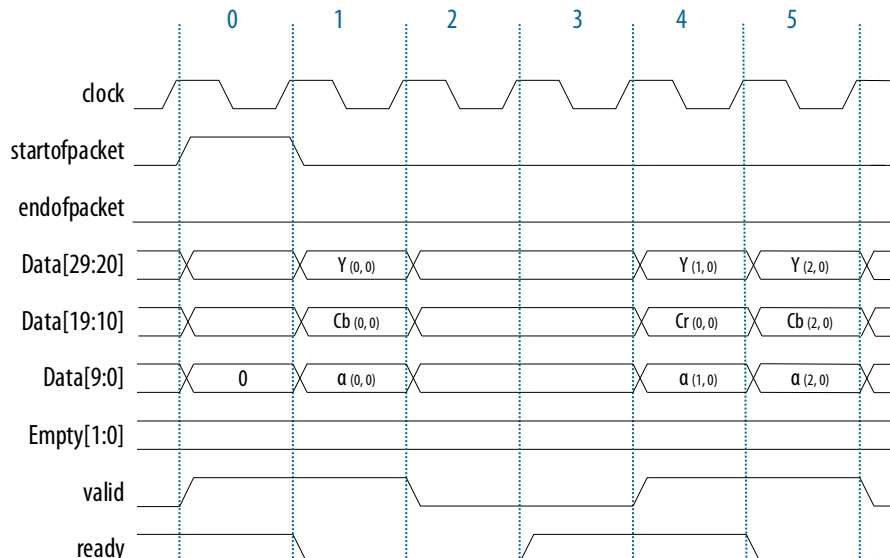 0 1 2 3 4 5
clock
startofpacket
endofpacket
Data[29:20] Y (0, 0) Y (1, 0) Y (2, 0)
Data[19:10] Cb (0, 0) Cr (0, 0) Cb (2, 0)
Data[9:0] 0 α (0, 0) α (1, 0) α (2, 0)
Empty[1:0]
valid
ready